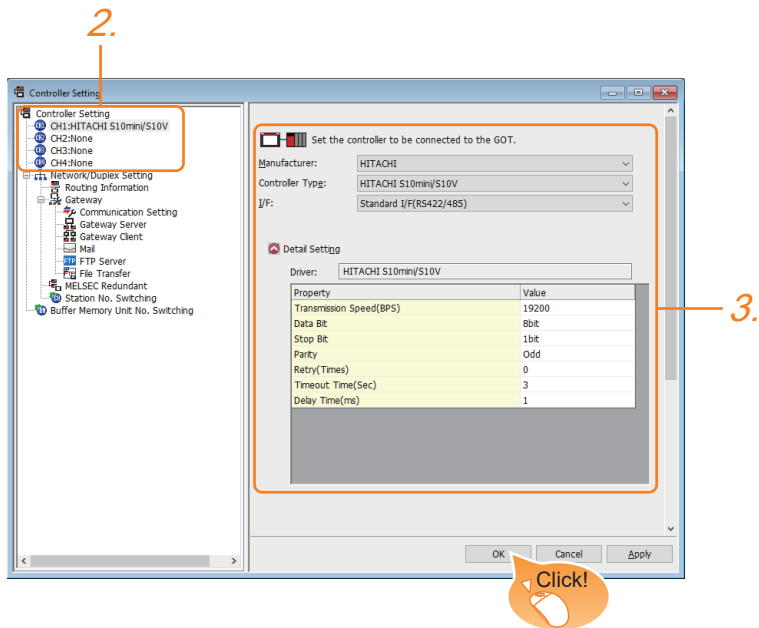 2.
Controller Setting
Controller Setting
CH1:HITACHI S10mini/S10V
CH2:None
CH3:None
CH4:None
Network/Duplex Setting
Routing Information
Gateway
Communication Setting
Gateway Server
Gateway Client
Mail
FTP Server
File Transfer
MELSEC Redundant
Station No. Switching
Buffer Memory Unit No. Switching
Set the controller to be connected to the GOT.
Manufacturer: HITACHI
Controller Type: HITACHI S10mini/S10V
I/F: Standard I/F(RS422/485)
Detail Setting
Driver: HITACHI S10mini/S10V
Property Value
Transmission Speed(BPS) 19200
Data Bit 8bit
Stop Bit 1bit
Parity Odd
Retry(Times) 0
Timeout Time(Sec) 3
Delay Time(ms) 1
3.
OK Cancel Apply
Click!